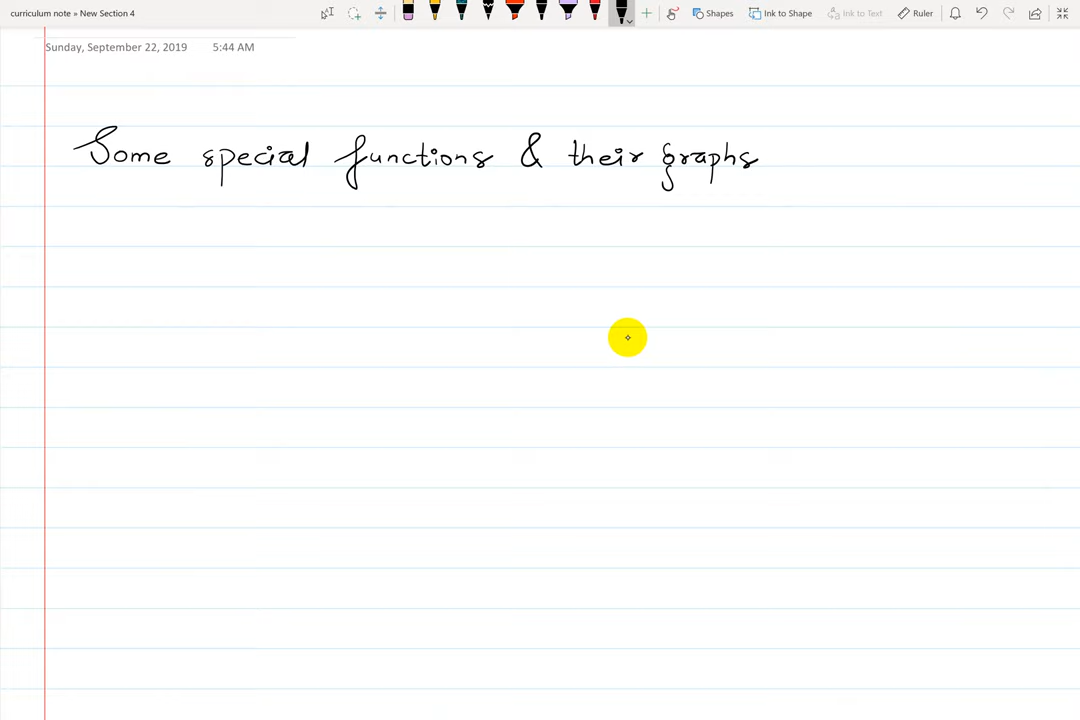 curriculum note » New Section 4
Shapes Ink to Shape Ink to Text Ruler
Sunday, September 22, 2019 5:44 AM
Some special functions & their graphs